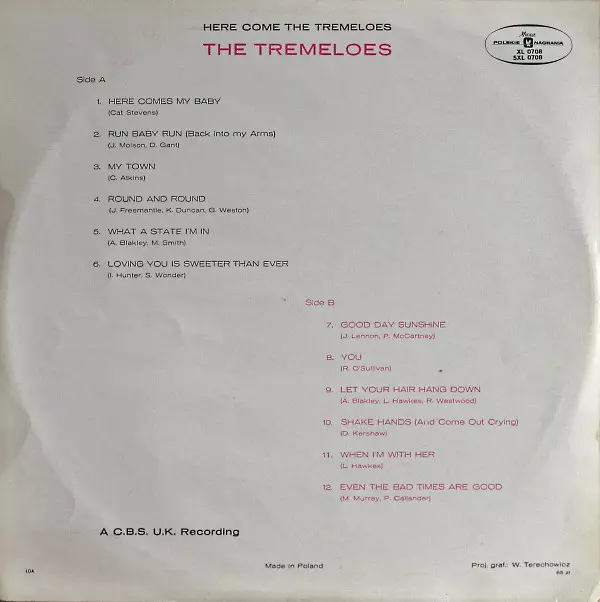 HERE COME THE TREMELOES
THE TREMELOES
Muza
POLSKIE NAGRANIA
XL 0708
SXL 0708
Side A
1. HERE COMES MY BABY
(Cat Stevens)
2. RUN BABY RUN (Back into my Arms)
(J. Molson, D. Gant)
3. MY TOWN
(C. Atkins)
4. ROUND AND ROUND
(J. Freemantle, K. Duncan, G. Weston)
5. WHAT A STATE I'M IN
(A. Blakley, M. Smith)
6. LOVING YOU IS SWEETER THAN EVER
(I. Hunter, S. Wonder)
Side B
7. GOOD DAY SUNSHINE
(J. Lennon, P. McCartney)
8. YOU
(R. O'Sullivan)
9. LET YOUR HAIR HANG DOWN
(A. Blakley, L. Hawkes, R. Westwood)
10. SHAKE HANDS (And Come Out Crying)
(D. Kershaw)
11. WHEN I'M WITH HER
(L. Hawkes)
12. EVEN THE BAD TIMES ARE GOOD
(M. Murray, P. Callander)
A C.B.S. U.K. Recording
LDA
Made in Poland
Proj. graf.: W. Terechowicz